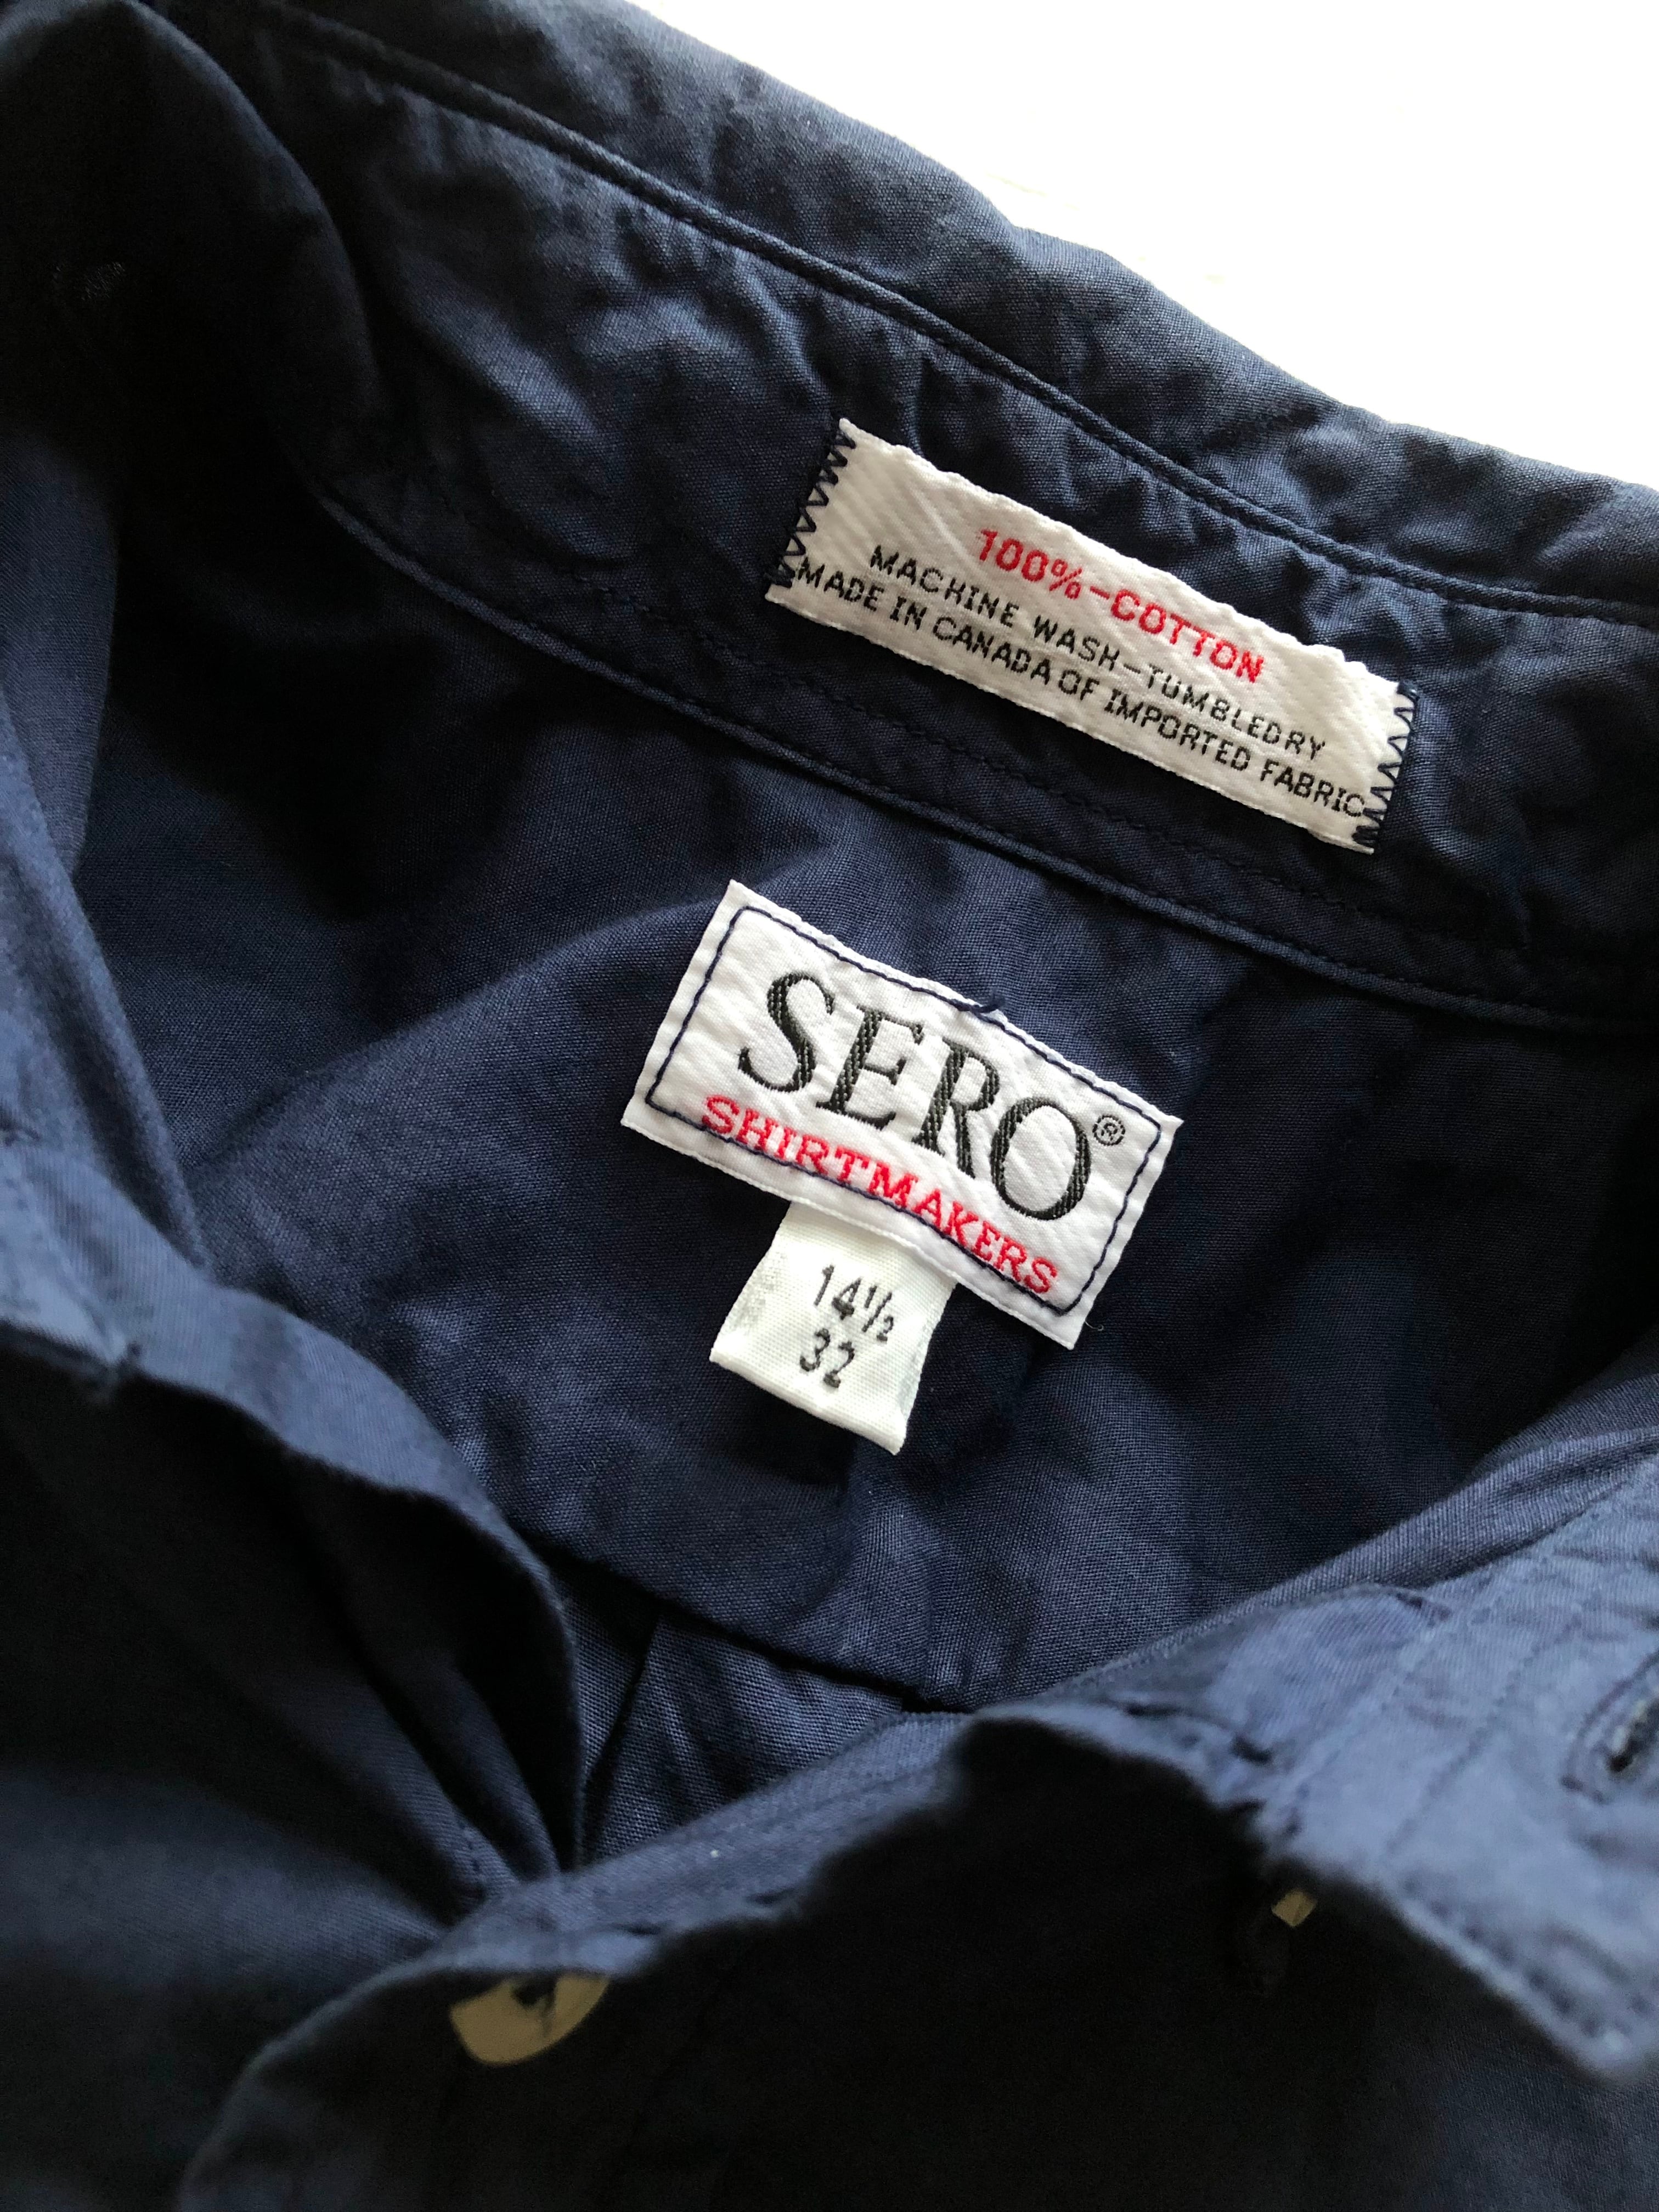 100%-COTTON
MACHINE WASH-TUMBLEDRY
MADE IN CANADA OF IMPORTED FABRIC
SERO®
SHIRTMAKERS
14½
32